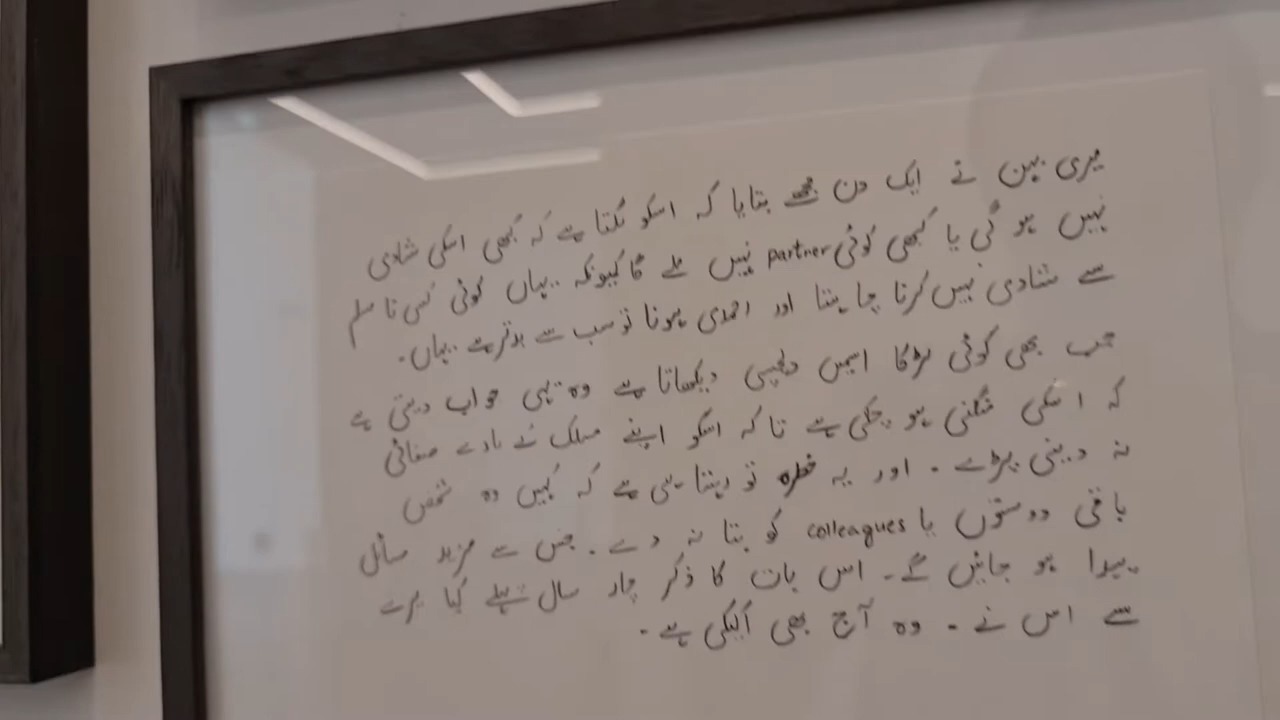 میری بہن نے ایک دن مجھے بتایا کہ اسکو لگتا ہے کہ کبھی اسکی شادی
نہیں ہو گی یا کبھی کوئی partner نہیں ملے گا کیونکہ یہاں کوئی کسی نا مسلم
سے شادی نہیں کرنا چاہتا اور احمدی ہونا تو سب سے بدتر ہے یہاں۔
جب بھی کوئی لڑکا اسمیں دلچسپی دیکھاتا ہے وہ یہی جواب دیتی ہے
کہ اسکی منگنی ہو چکی ہے تاکہ اسکو اپنے مسلک کے بارے صفائی
نہ دینی پڑے ۔ اور یہ خطرہ تو رہتا ہی ہے کہ کہیں وہ شخص
باقی دوستوں یا colleagues کو بتا نہ دے ۔ جس سے مزید مسائل
پیدا ہو جائیں گے ۔ اس بات کا ذکر چار سال پہلے کیا میرے
سے اس نے ۔ وہ آج بھی اکیلی ہے ۔